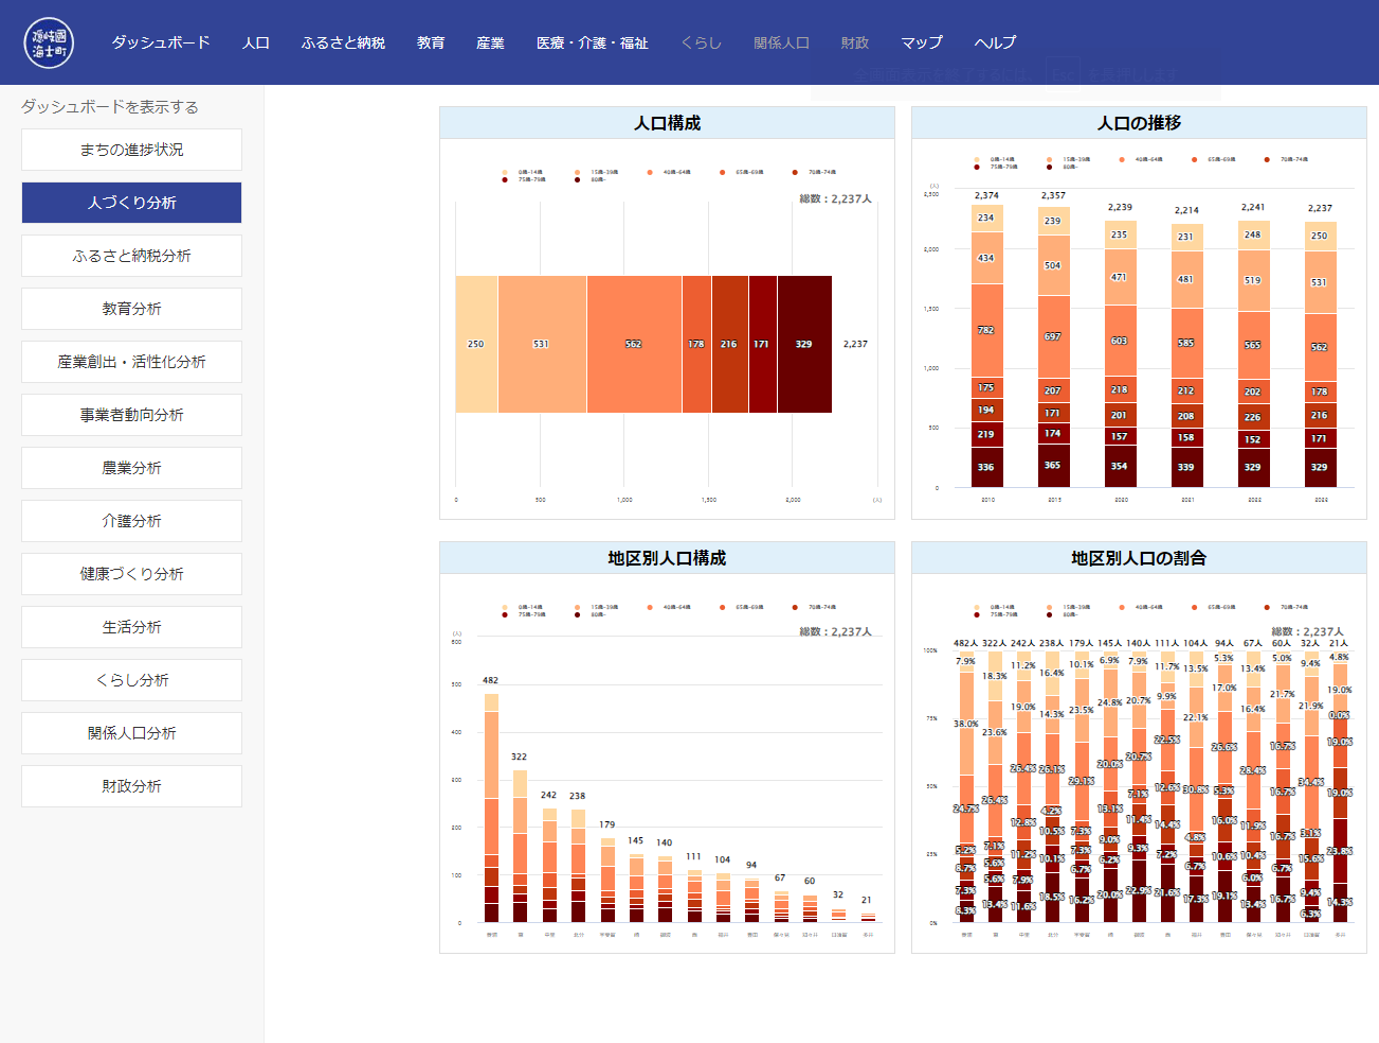 隠岐國
海士町
ダッシュボード 人口 ふるさと納税 教育 産業 医療・介護・福祉 くらし 関係人口 財政 マップ ヘルプ
ダッシュボードを表示する
まちの進捗状況
人づくり分析
ふるさと納税分析
教育分析
産業創出・活性化分析
事業者動向分析
農業分析
介護分析
健康づくり分析
生活分析
くらし分析
関係人口分析
財政分析
人口構成
0歳-14歳 15歳-39歳 40歳-64歳 65歳-69歳 70歳-74歳
75歳-79歳 80歳-
総数：2,237人
250 531 562 178 216 171 329 2,237
0 500 1,000 1,500 2,000 (人)
人口の推移
0歳-14歳 15歳-39歳 40歳-64歳 65歳-69歳 70歳-74歳
75歳-79歳 80歳-
(人)
2,500
2,000
1,500
1,000
500
0
2,374 2,357 2,239 2,214 2,241 2,237
234 239 235 231 248 250
434 504 471 481 519 531
782 697 603 585 565 562
175 207 218 212 202 178
194 171 201 208 226 216
219 174 157 158 152 171
336 365 354 339 329 329
2010 2015 2020 2021 2022 2023
地区別人口構成
0歳-14歳 15歳-39歳 40歳-64歳 65歳-69歳 70歳-74歳
75歳-79歳 80歳-
総数：2,237人
(人)
600
500
400
300
200
100
0
482 322 242 238 179 145 140 111 104 94 67 60 32 21
地区別人口の割合
0歳-14歳 15歳-39歳 40歳-64歳 65歳-69歳 70歳-74歳
75歳-79歳 80歳-
総数：2,237人
482人 322人 242人 238人 179人 145人 140人 111人 104人 94人 67人 60人 32人 21人
100%
75%
50%
25%
0%
7.9% 18.3% 11.2% 16.4% 10.1% 6.9% 7.9% 11.7% 13.5% 5.3% 13.4% 5.0% 9.4% 4.8%
38.0% 23.6% 19.0% 14.3% 23.5% 24.8% 20.7% 9.9% 22.1% 17.0% 16.4% 21.7% 21.9% 19.0%
24.7% 26.4% 26.4% 26.1% 29.1% 20.0% 20.7% 22.5% 30.8% 26.6% 28.4% 16.7% 34.4% 0.0%
5.2% 7.1% 12.8% 4.2% 7.3% 13.1% 7.1% 12.6% 4.8% 5.3% 11.9% 16.7% 3.1% 19.0%
8.7% 5.6% 11.2% 10.5% 7.3% 9.0% 11.4% 14.4% 6.7% 16.0% 10.4% 16.7% 15.6% 19.0%
7.3% 5.6% 7.9% 10.1% 6.7% 6.2% 9.3% 7.2% 10.6% 6.0% 6.7% 9.4% 23.8%
8.3% 13.4% 11.6% 18.5% 16.2% 20.0% 22.9% 21.6% 17.3% 19.1% 13.4% 16.7% 6.3% 14.3%